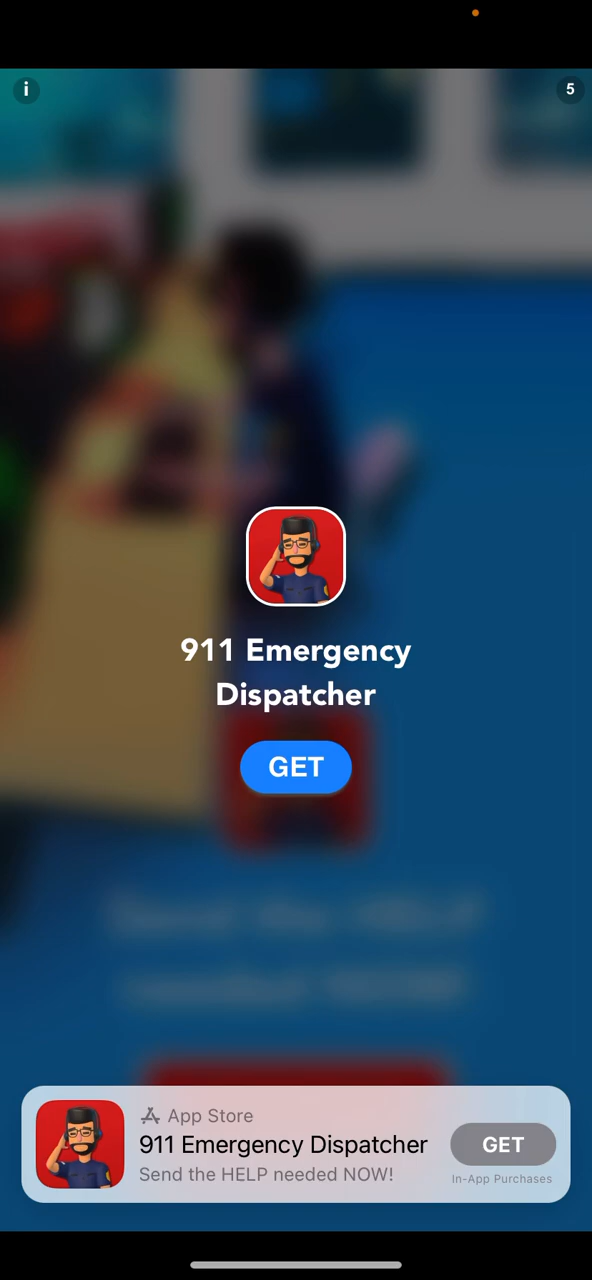 i
5
911 Emergency
Dispatcher
GET
App Store
911 Emergency Dispatcher
Send the HELP needed NOW!
GET
In-App Purchases